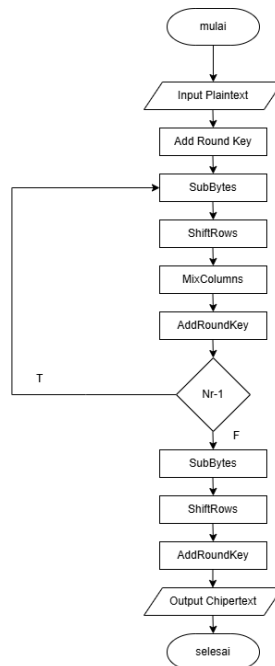 mulai
Input Plaintext
Add Round Key
SubBytes
ShiftRows
MixColumns
AddRoundKey
T
Nr-1
F
SubBytes
ShiftRows
AddRoundKey
Output Chipertext
selesai